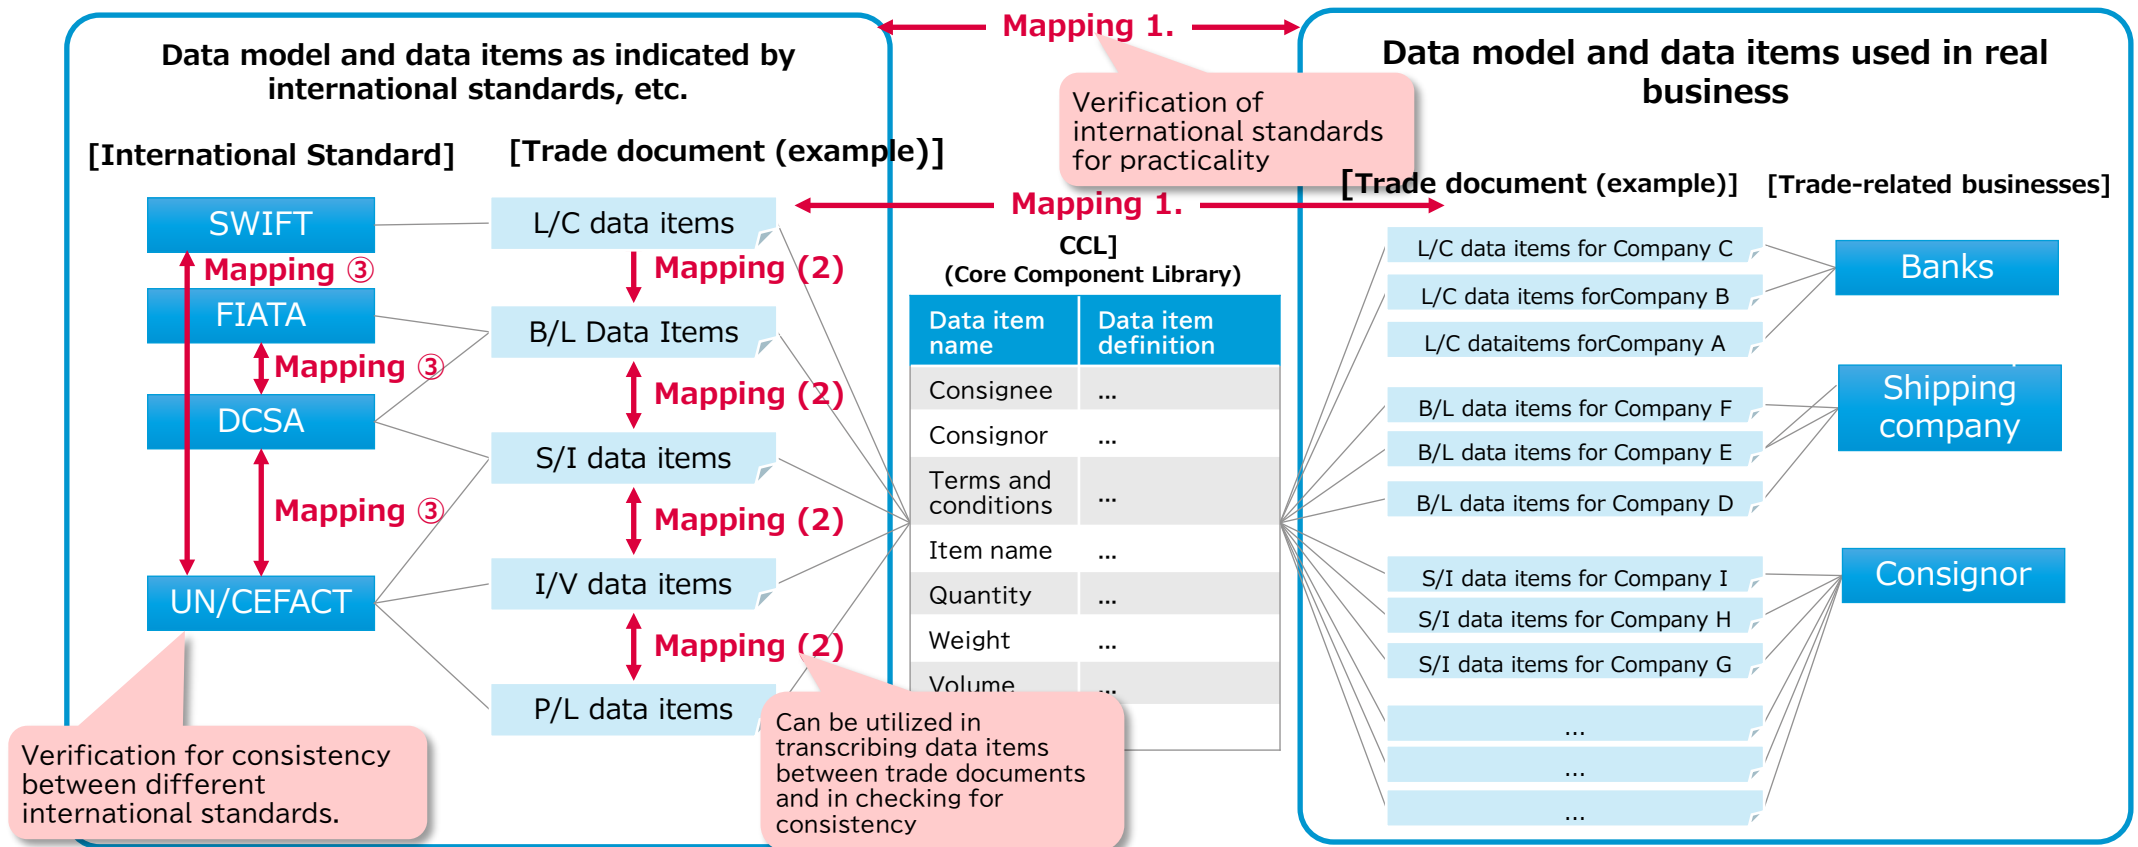 Mapping 1.
Data model and data items as indicated by
international standards, etc.
Data model and data items used in real
business
Verification of
international standards
for practicality
[International Standard]
[Trade document (example)]
[Trade document (example)]
[Trade-related businesses]
Mapping 1.
SWIFT
Mapping ③
FIATA
Mapping ③
DCSA
Mapping ③
UN/CEFACT
L/C data items
Mapping (2)
B/L Data Items
Mapping (2)
S/I data items
Mapping (2)
I/V data items
Mapping (2)
P/L data items
CCL]
(Core Component Library)
Data item
name
Data item
definition
Consignee
...
Consignor
...
Terms and
conditions
...
Item name
...
Quantity
...
Weight
...
Volume
...
L/C data items for Company C
L/C data items forCompany B
L/C dataitems forCompany A
B/L data items for Company F
B/L data items for Company E
B/L data items for Company D
S/I data items for Company I
S/I data items for Company H
S/I data items for Company G
...
...
...
Banks
Shipping
company
Consignor
Verification for consistency
between different
international standards.
Can be utilized in
transcribing data items
between trade documents
and in checking for
consistency